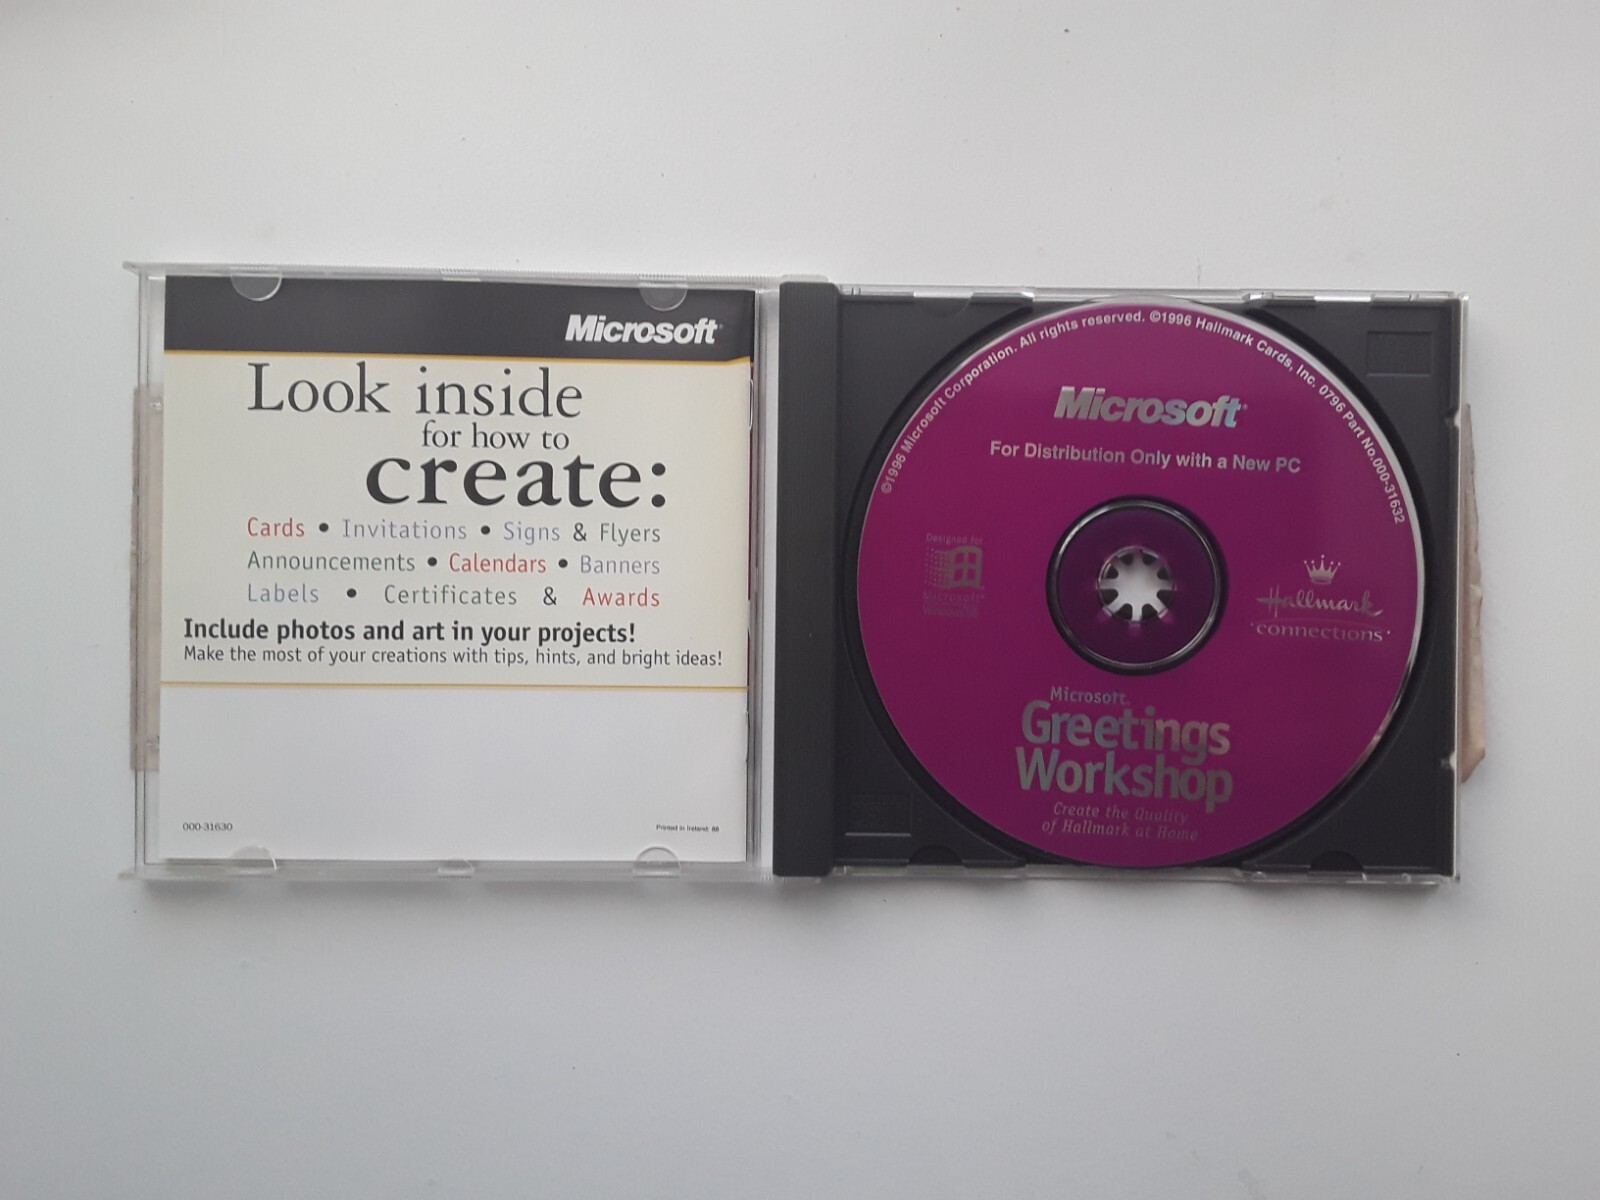 Microsoft
Look inside
for how to
create:
Cards • Invitations • Signs & Flyers
Announcements • Calendars • Banners
Labels • Certificates & Awards
Include photos and art in your projects!
Make the most of your creations with tips, hints, and bright ideas!
000-31630
Printed in Ireland:
©1996 Microsoft Corporation. All rights reserved. ©1996 Hallmark Cards, Inc. 0796 Part No.000-31632
Microsoft®
For Distribution Only with a New PC
Designed for
Microsoft®
Hallmark
connections
Microsoft®
Greetings
Workshop
Create the Quality
of Hallmark at Home